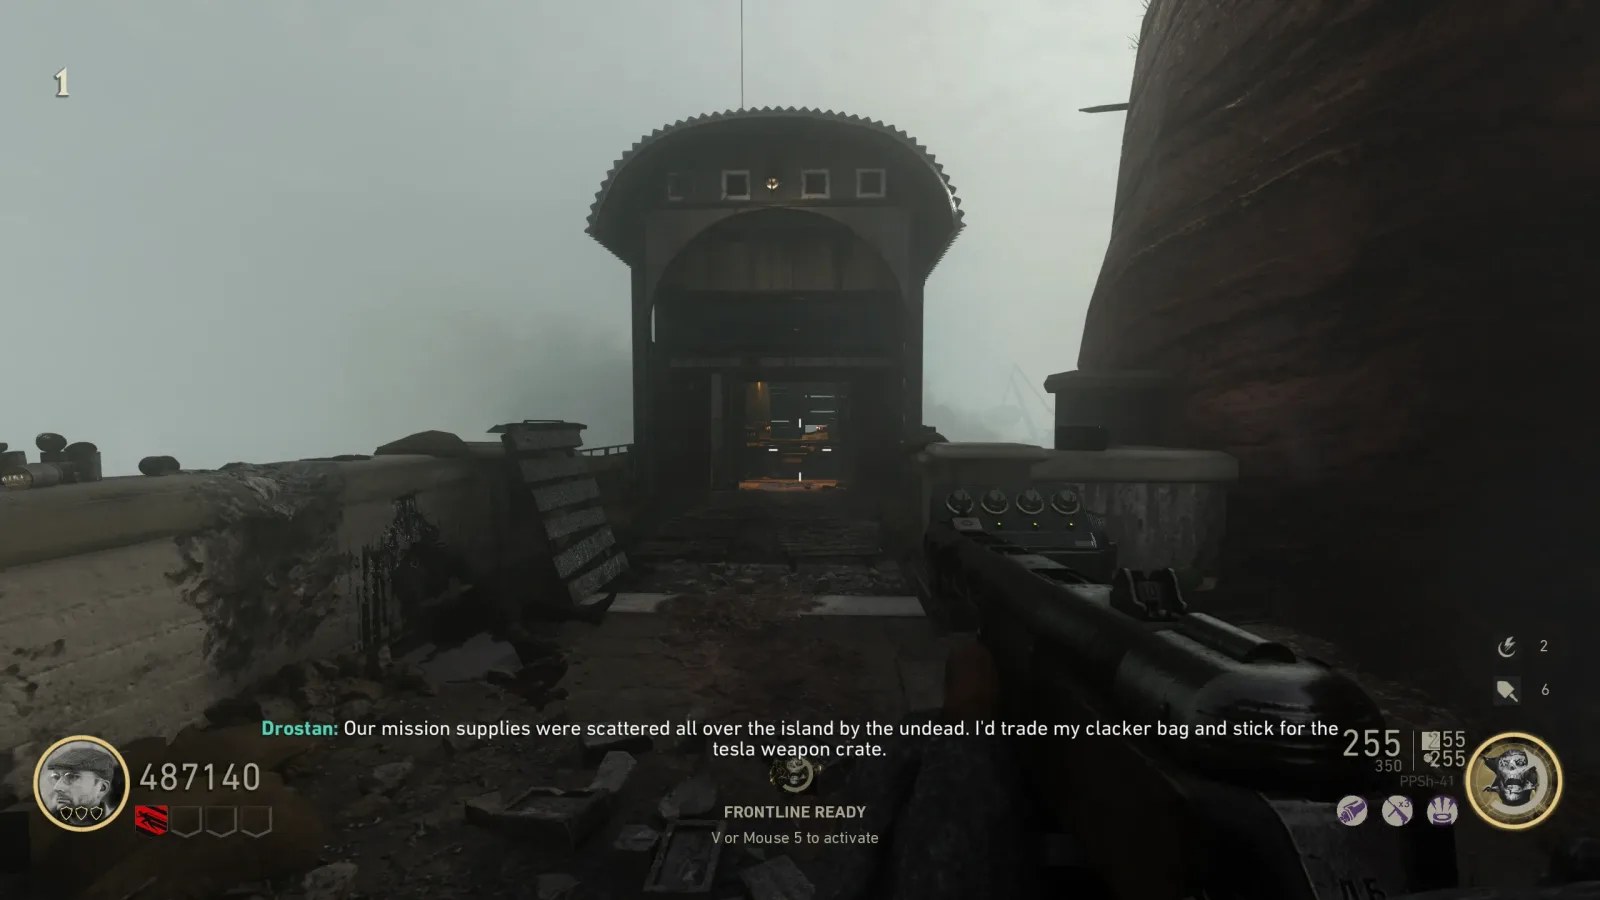 1
2
6
Drostan: Our mission supplies were scattered all over the island by the undead. I'd trade my clacker bag and stick for the
tesla weapon crate.
487140
255
350
255
255
PPSh-41
x3
FRONTLINE READY
V or Mouse 5 to activate